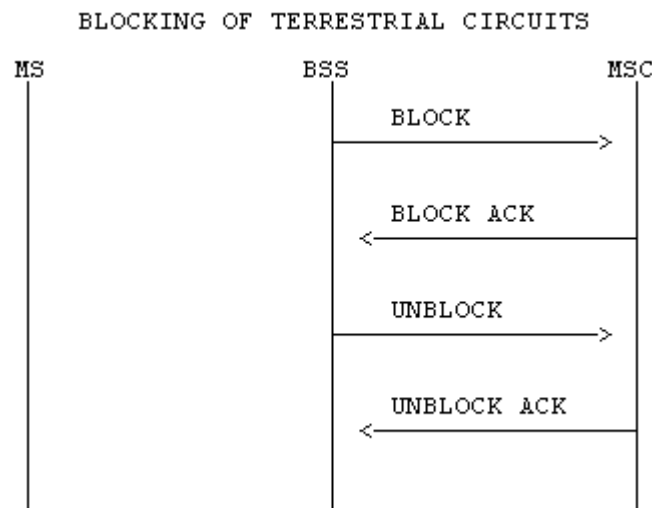 BLOCKING OF TERRESTRIAL CIRCUITS
MS BSS MSC
BLOCK
BLOCK ACK
UNBLOCK
UNBLOCK ACK